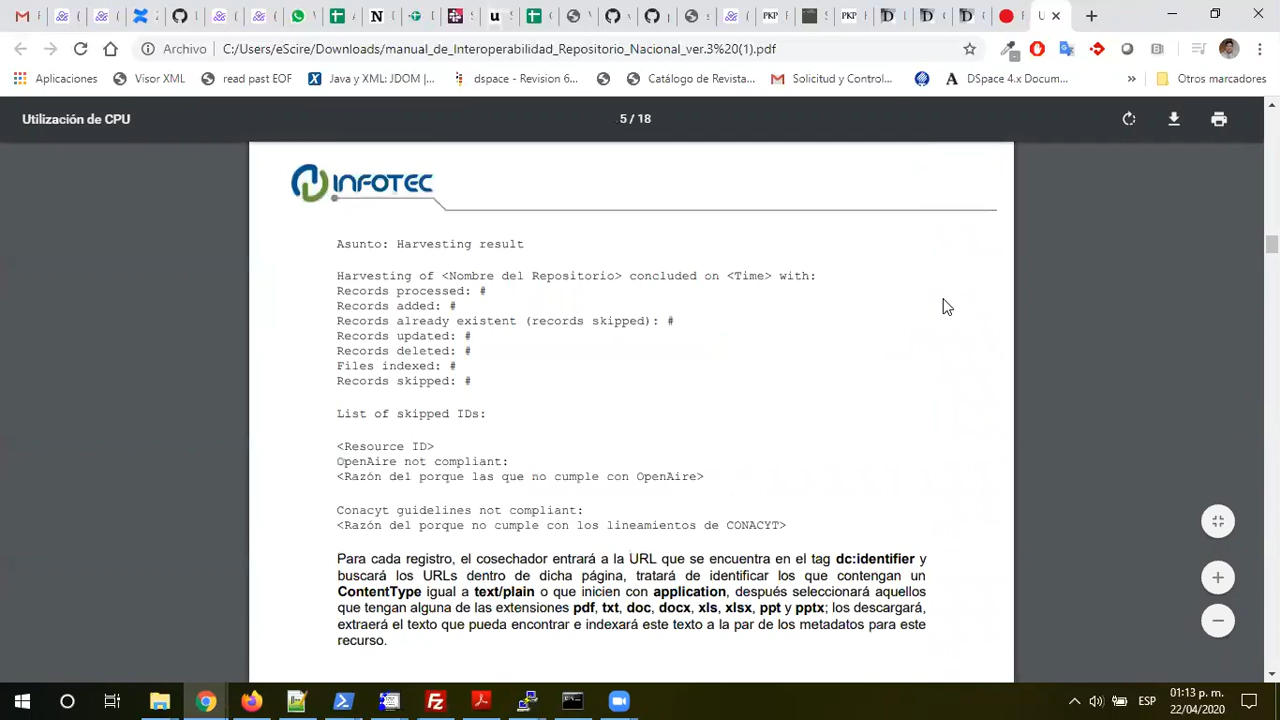 Archivo
C:/Users/eScire/Downloads/manual_de_Interoperabilidad_Repositorio_Nacional_ver.3%20(1).pdf
Aplicaciones
Visor XML
read past EOF
Java y XML: JDOM |...
dspace - Revision 6...
Catálogo de Revista...
Solicitud y Control...
DSpace 4.x Docum...
»
Otros marcadores
Utilización de CPU
5 / 18
INFOTEC
Asunto: Harvesting result
Harvesting of <Nombre del Repositorio> concluded on <Time> with:
Records processed: #
Records added: #
Records already existent (records skipped): #
Records updated: #
Records deleted: #
Files indexed: #
Records skipped: #
List of skipped IDs:
<Resource ID>
OpenAire not compliant:
<Razón del porque las que no cumple con OpenAire>
Conacyt guidelines not compliant:
<Razón del porque no cumple con los lineamientos de CONACYT>
Para cada registro, el cosechador entrará a la URL que se encuentra en el tag dc:identifier y
buscará los URLs dentro de dicha página, tratará de identificar los que contengan un
ContentType igual a text/plain o que inicien con application, después seleccionará aquellos
que tengan alguna de las extensiones pdf, txt, doc, docx, xls, xlsx, ppt y pptx; los descargará,
extraerá el texto que pueda encontrar e indexará este texto a la par de los metadatos para este
recurso.
ESP
01:13 p. m.
22/04/2020